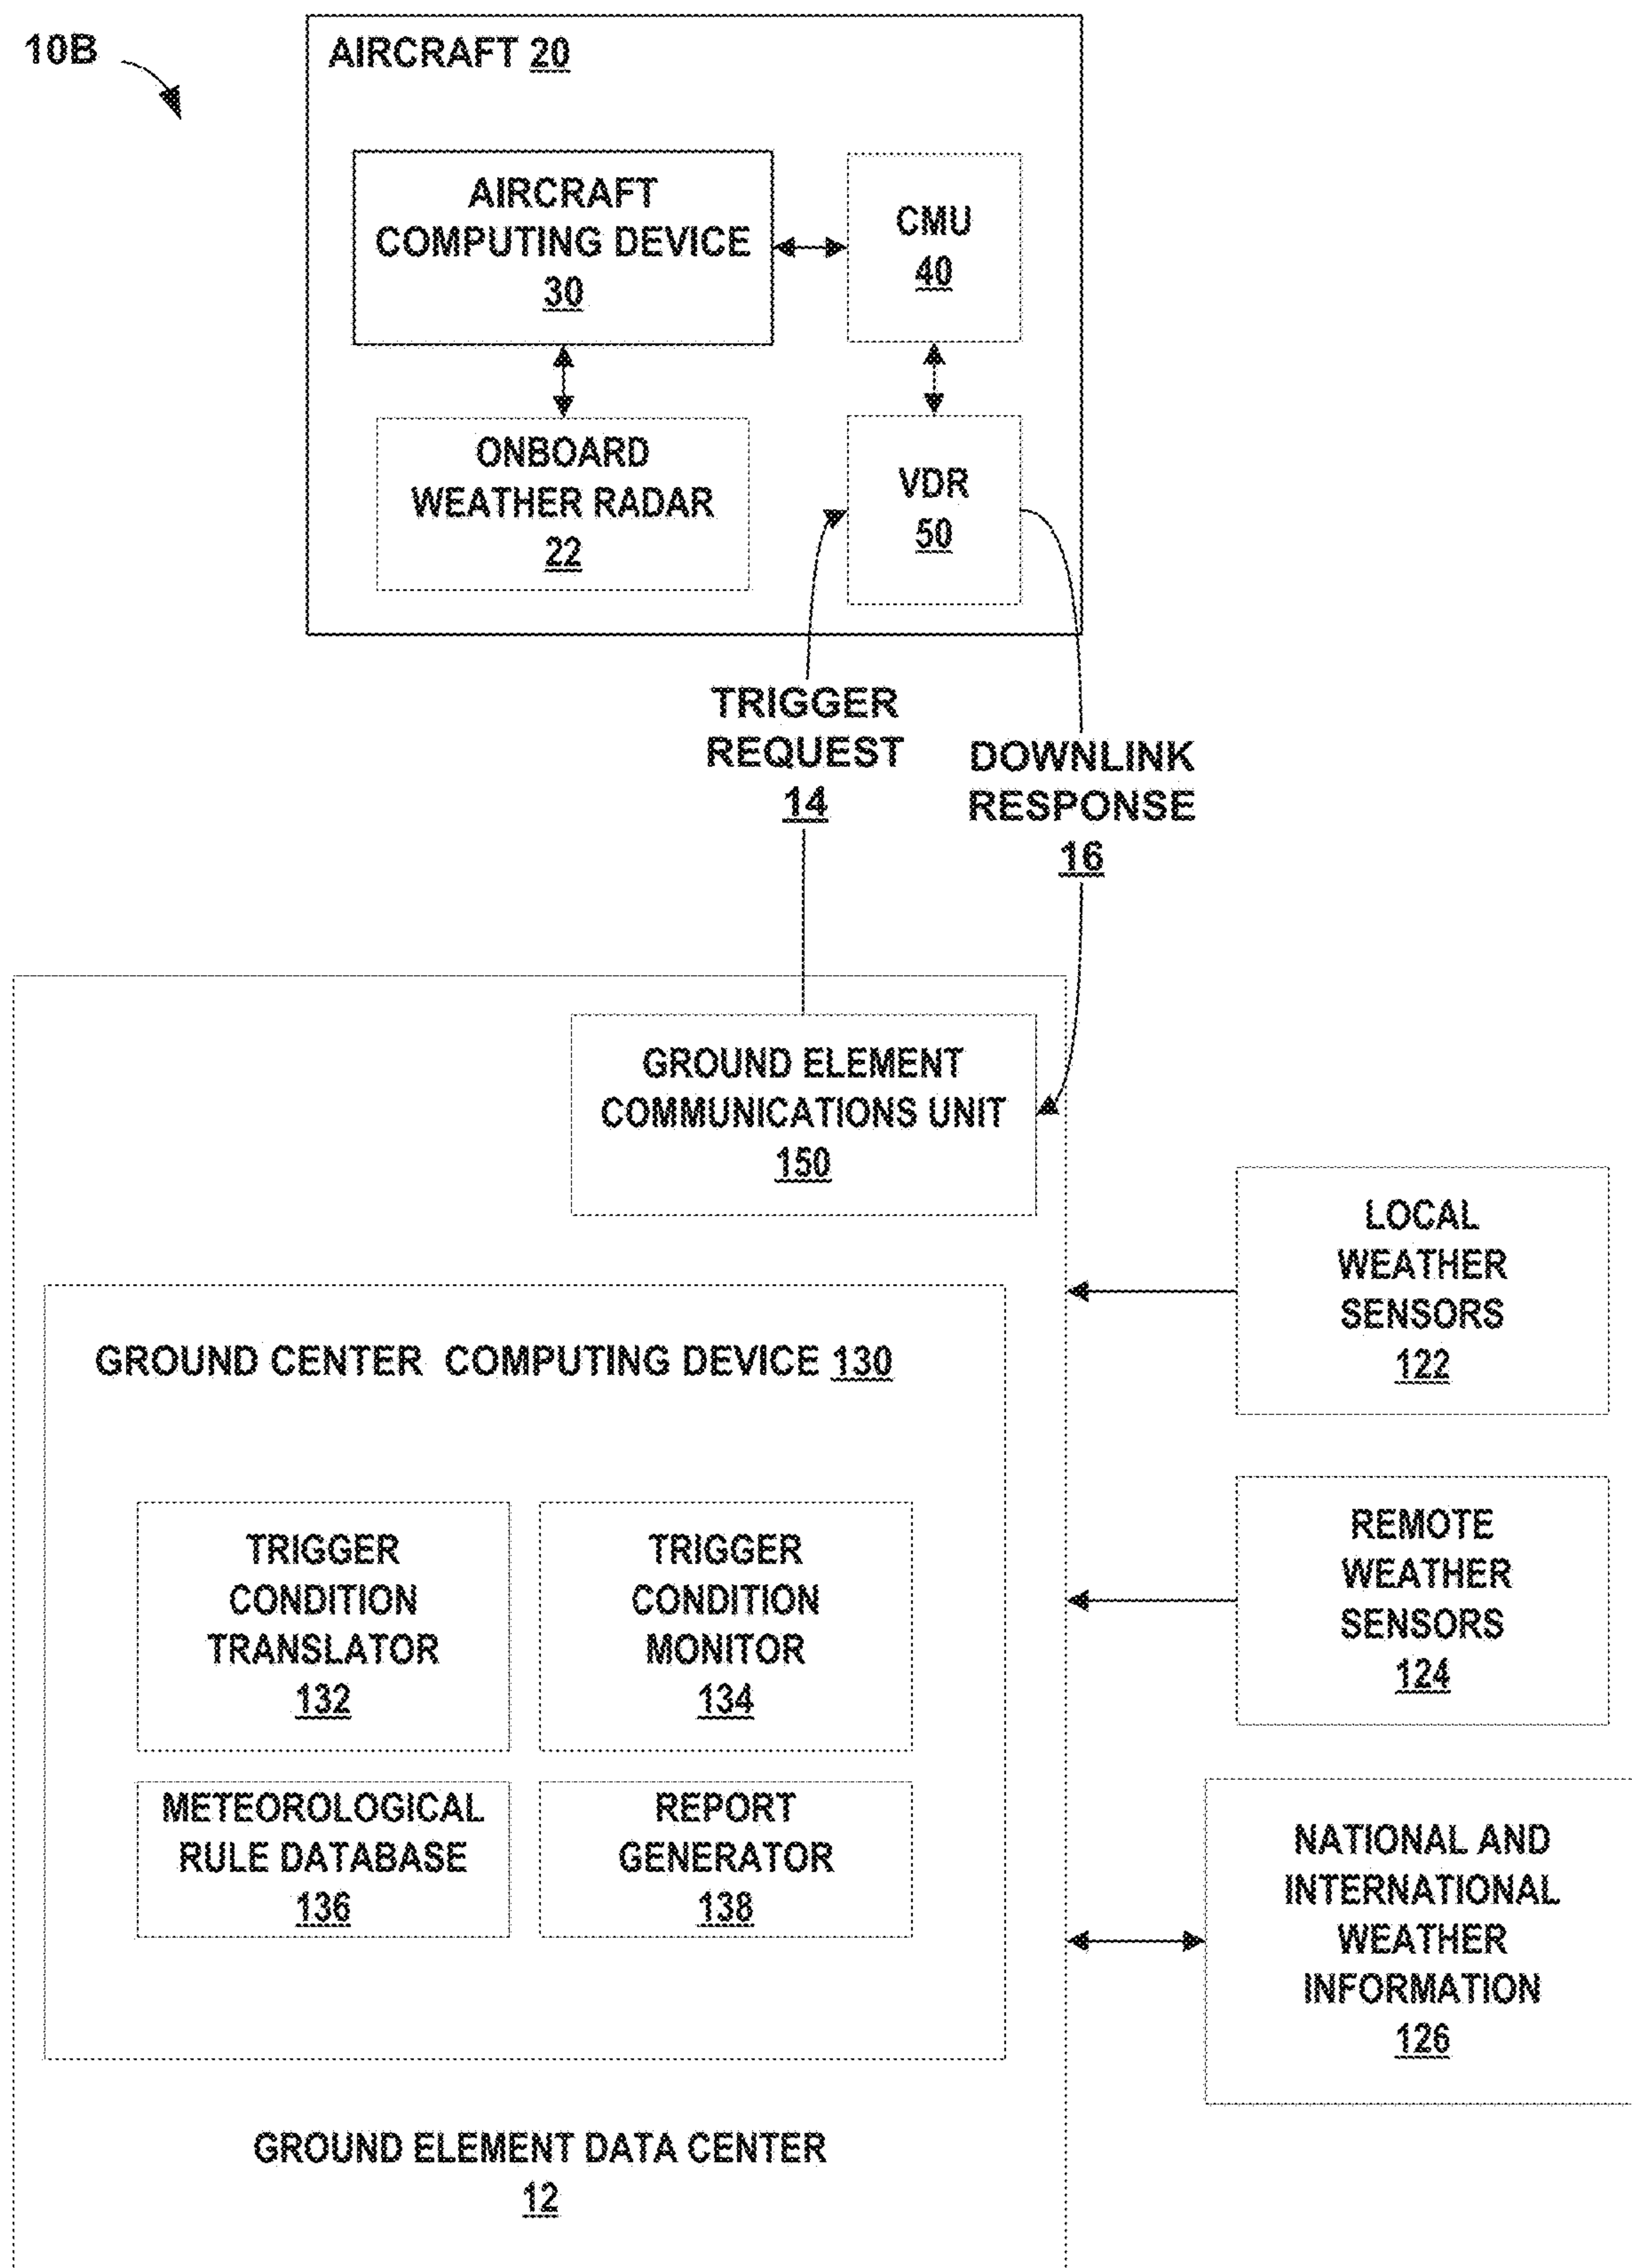 10B
AIRCRAFT 20
AIRCRAFT
COMPUTING DEVICE
30
CMU
40
ONBOARD
WEATHER RADAR
22
VDR
50
TRIGGER
REQUEST
14
DOWNLINK
RESPONSE
16
GROUND ELEMENT
COMMUNICATIONS UNIT
150
LOCAL
WEATHER
SENSORS
122
GROUND CENTER COMPUTING DEVICE 130
TRIGGER
CONDITION
TRANSLATOR
132
TRIGGER
CONDITION
MONITOR
134
REMOTE
WEATHER
SENSORS
124
METEOROLOGICAL
RULE DATABASE
136
REPORT
GENERATOR
138
NATIONAL AND
INTERNATIONAL
WEATHER
INFORMATION
126
GROUND ELEMENT DATA CENTER
12